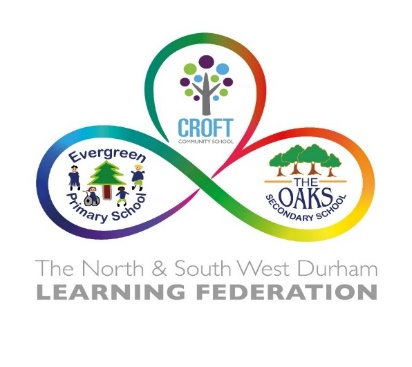 CROFT
COMMUNITY SCHOOL
Evergreen
Primary School
THE
OAKS
SECONDARY SCHOOL
The North & South West Durham
LEARNING FEDERATION